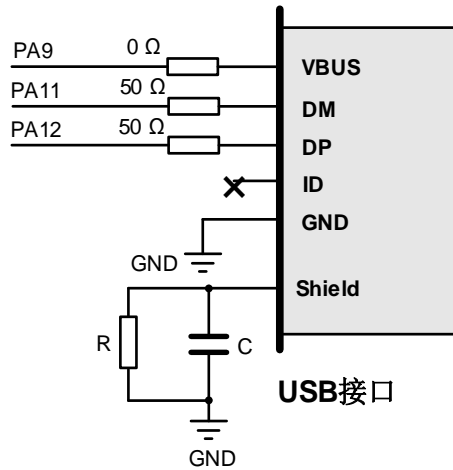 PA9
0 Ω
VBUS
PA11
50 Ω
DM
PA12
50 Ω
DP
ID
GND
GND
Shield
R
C
USB接口
GND